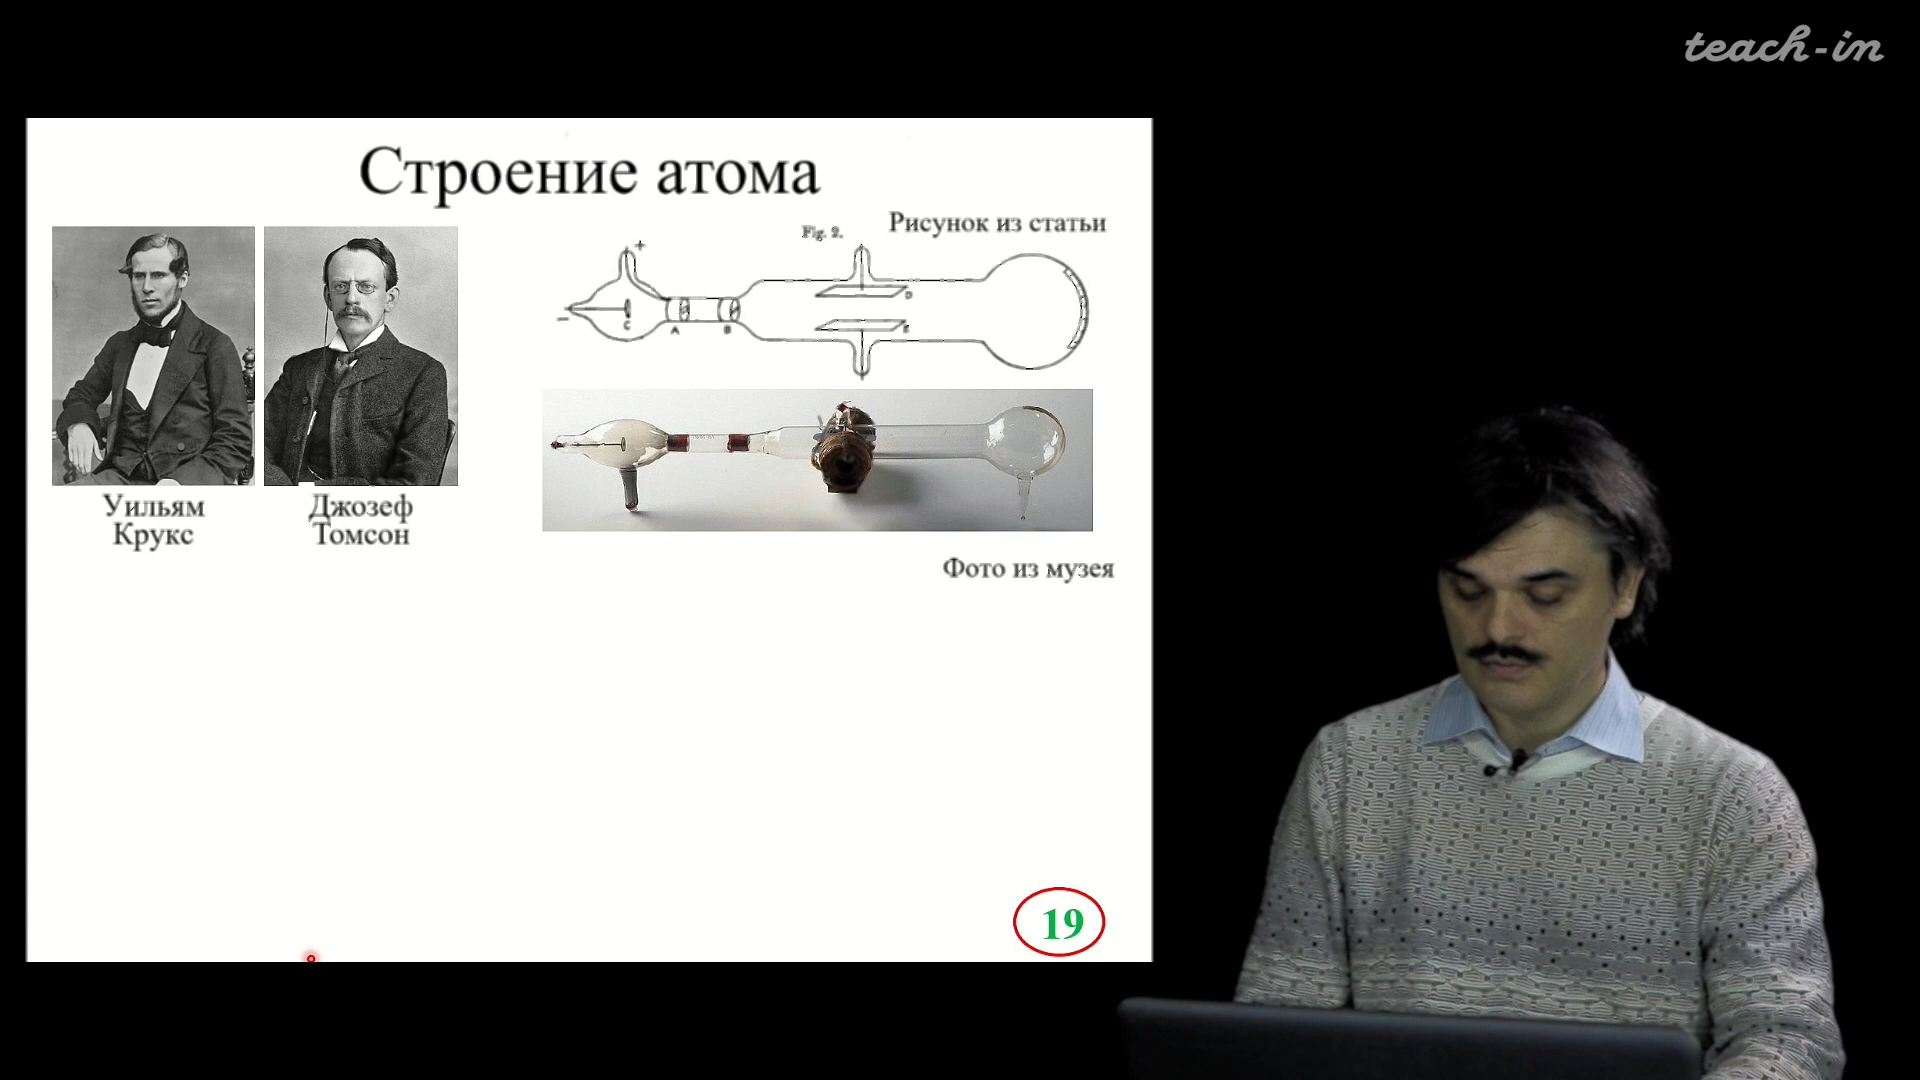 teach-in
Строение атома
Рисунок из статьи
Fig. 2.
+
−
C
A
B
D
E
Уильям
Крукс
Джозеф
Томсон
Фото из музея
19